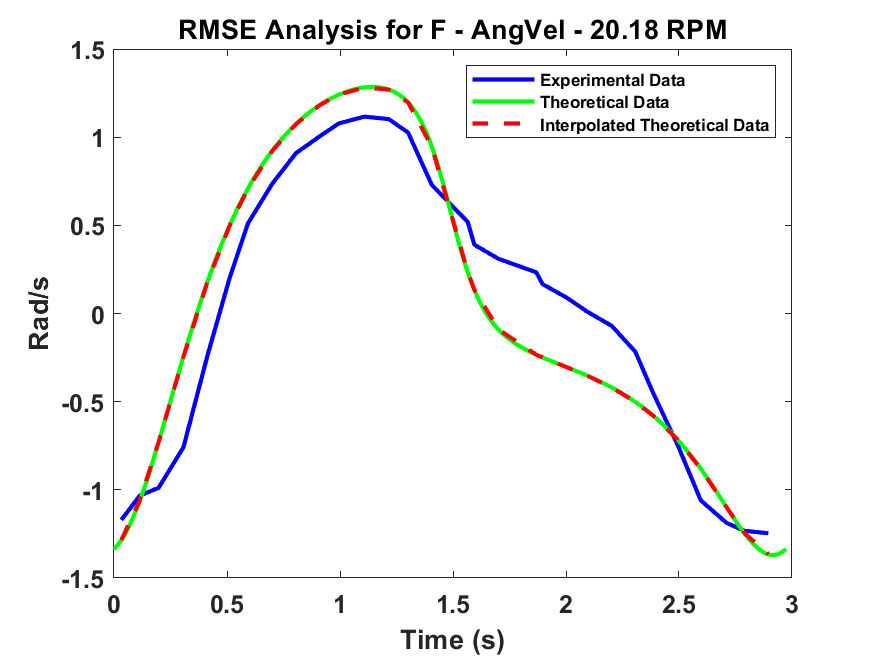 RMSE Analysis for F - AngVel - 20.18 RPM
1.5
1
0.5
0
-0.5
-1
-1.5
Rad/s
Experimental Data
Theoretical Data
Interpolated Theoretical Data
0 0.5 1 1.5 2 2.5 3
Time (s)